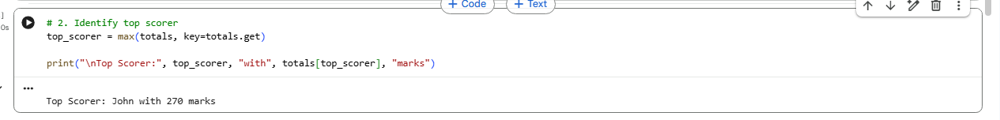 + Code + Text
]
0s
# 2. Identify top scorer
top_scorer = max(totals, key=totals.get)
print("\nTop Scorer:", top_scorer, "with", totals[top_scorer], "marks")
Top Scorer: John with 270 marks